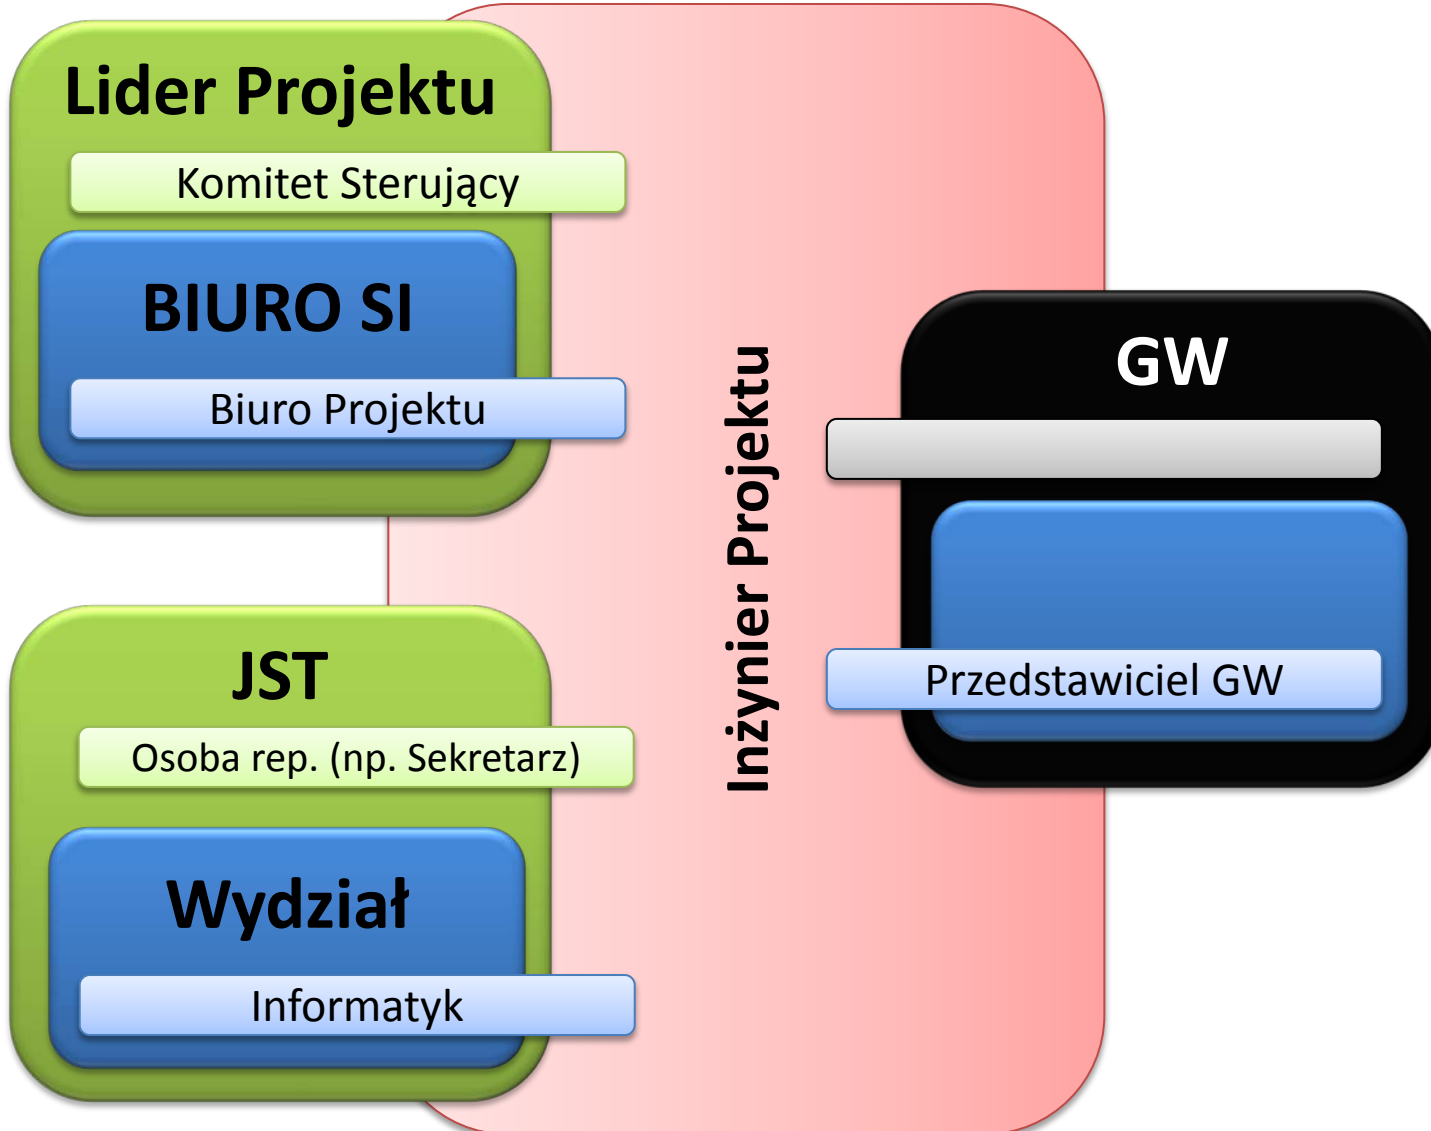 Lider Projektu
Komitet Sterujący
BIURO SI
Biuro Projektu
JST
Osoba rep. (np. Sekretarz)
Wydział
Informatyk
Inżynier Projektu
GW
Przedstawiciel GW